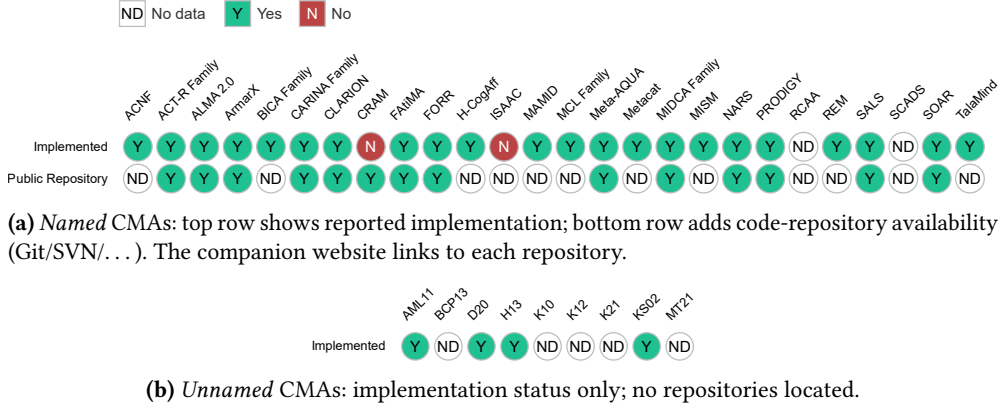 ND No data Y Yes N No
ACNF ACT-R Family ALMA 2.0 ArmarX BICA Family CARINA Family CLARION CRAM FAtiMA FORR H-CogAff ISAAC MAMID MCL Family Meta-AQUA Metacat MIDCA Family MISM NARS PRODIGY RCAA REM SALS SCADS SOAR TalaMind
Implemented Y Y Y Y Y Y Y N Y Y Y N Y Y Y Y Y Y Y Y ND Y Y ND Y Y
Public Repository ND Y Y Y ND Y Y Y Y Y ND ND ND ND Y ND Y ND Y Y ND ND Y ND Y ND
(a) Named CMAs: top row shows reported implementation; bottom row adds code-repository availability
(Git/SVN/. . . ). The companion website links to each repository.
AML11 BCP13 D20 H13 K10 K12 K21 KS02 MT21
Implemented Y ND Y Y ND ND ND Y ND
(b) Unnamed CMAs: implementation status only; no repositories located.